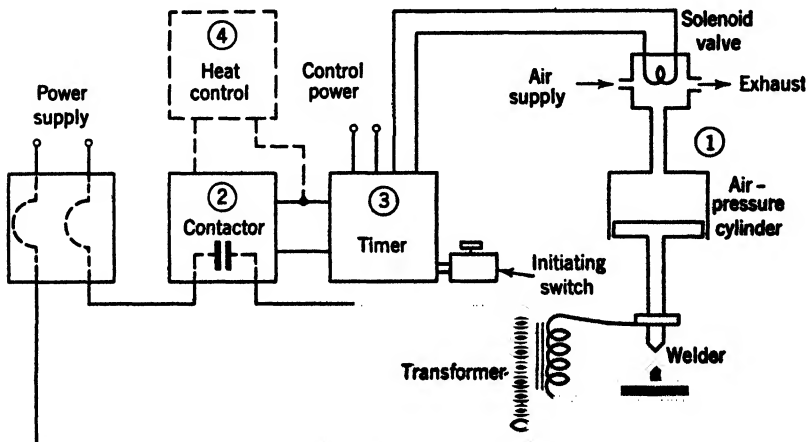 Solenoid
valve
④
Heat
control
Control
power
Air
supply
Exhaust
Power
supply
①
②
Contactor
③
Timer
Air-
pressure
cylinder
Initiating
switch
Transformer
Welder